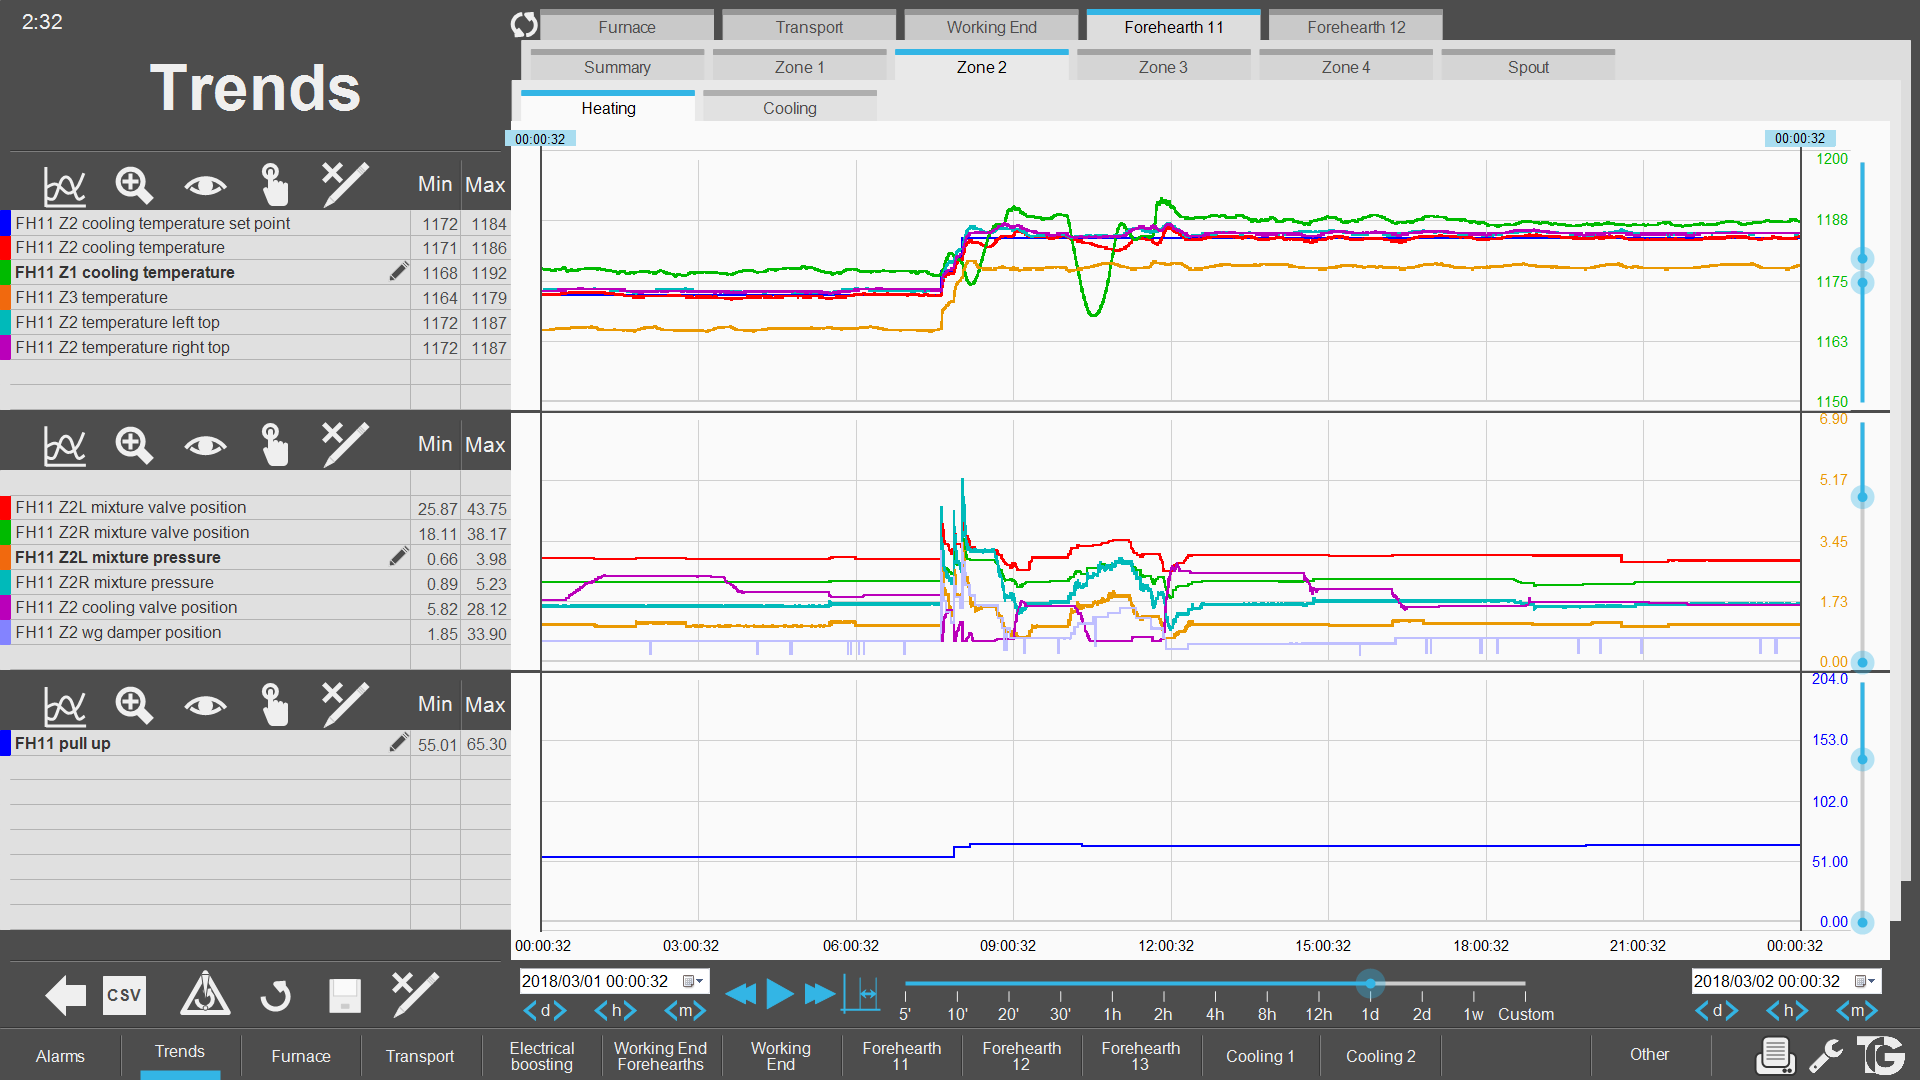 2:32
Trends
Furnace Transport Working End Forehearth 11 Forehearth 12
Summary Zone 1 Zone 2 Zone 3 Zone 4 Spout
Heating Cooling
00:00:32 00:00:32
Min Max
FH11 Z2 cooling temperature set point 1172 1184
FH11 Z2 cooling temperature 1171 1186
FH11 Z1 cooling temperature 1168 1192
FH11 Z3 temperature 1164 1179
FH11 Z2 temperature left top 1172 1187
FH11 Z2 temperature right top 1172 1187
1200
1188
1175
1163
1150
Min Max
FH11 Z2L mixture valve position 25.87 43.75
FH11 Z2R mixture valve position 18.11 38.17
FH11 Z2L mixture pressure 0.66 3.98
FH11 Z2R mixture pressure 0.89 5.23
FH11 Z2 cooling valve position 5.82 28.12
FH11 Z2 wg damper position 1.85 33.90
6.90
5.17
3.45
1.73
0.00
Min Max
FH11 pull up 55.01 65.30
204.0
153.0
102.0
51.00
0.00
00:00:32 03:00:32 06:00:32 09:00:32 12:00:32 15:00:32 18:00:32 21:00:32 00:00:32
CSV
2018/03/01 00:00:32
<d> <h> <m>
5' 10' 20' 30' 1h 2h 4h 8h 12h 1d 2d 1w Custom
2018/03/02 00:00:32
<d> <h> <m>
Alarms
Trends
Furnace
Transport
Electrical
boosting
Working End
Forehearths
Working
End
Forehearth
11
Forehearth
12
Forehearth
13
Cooling 1
Cooling 2
Other
TG